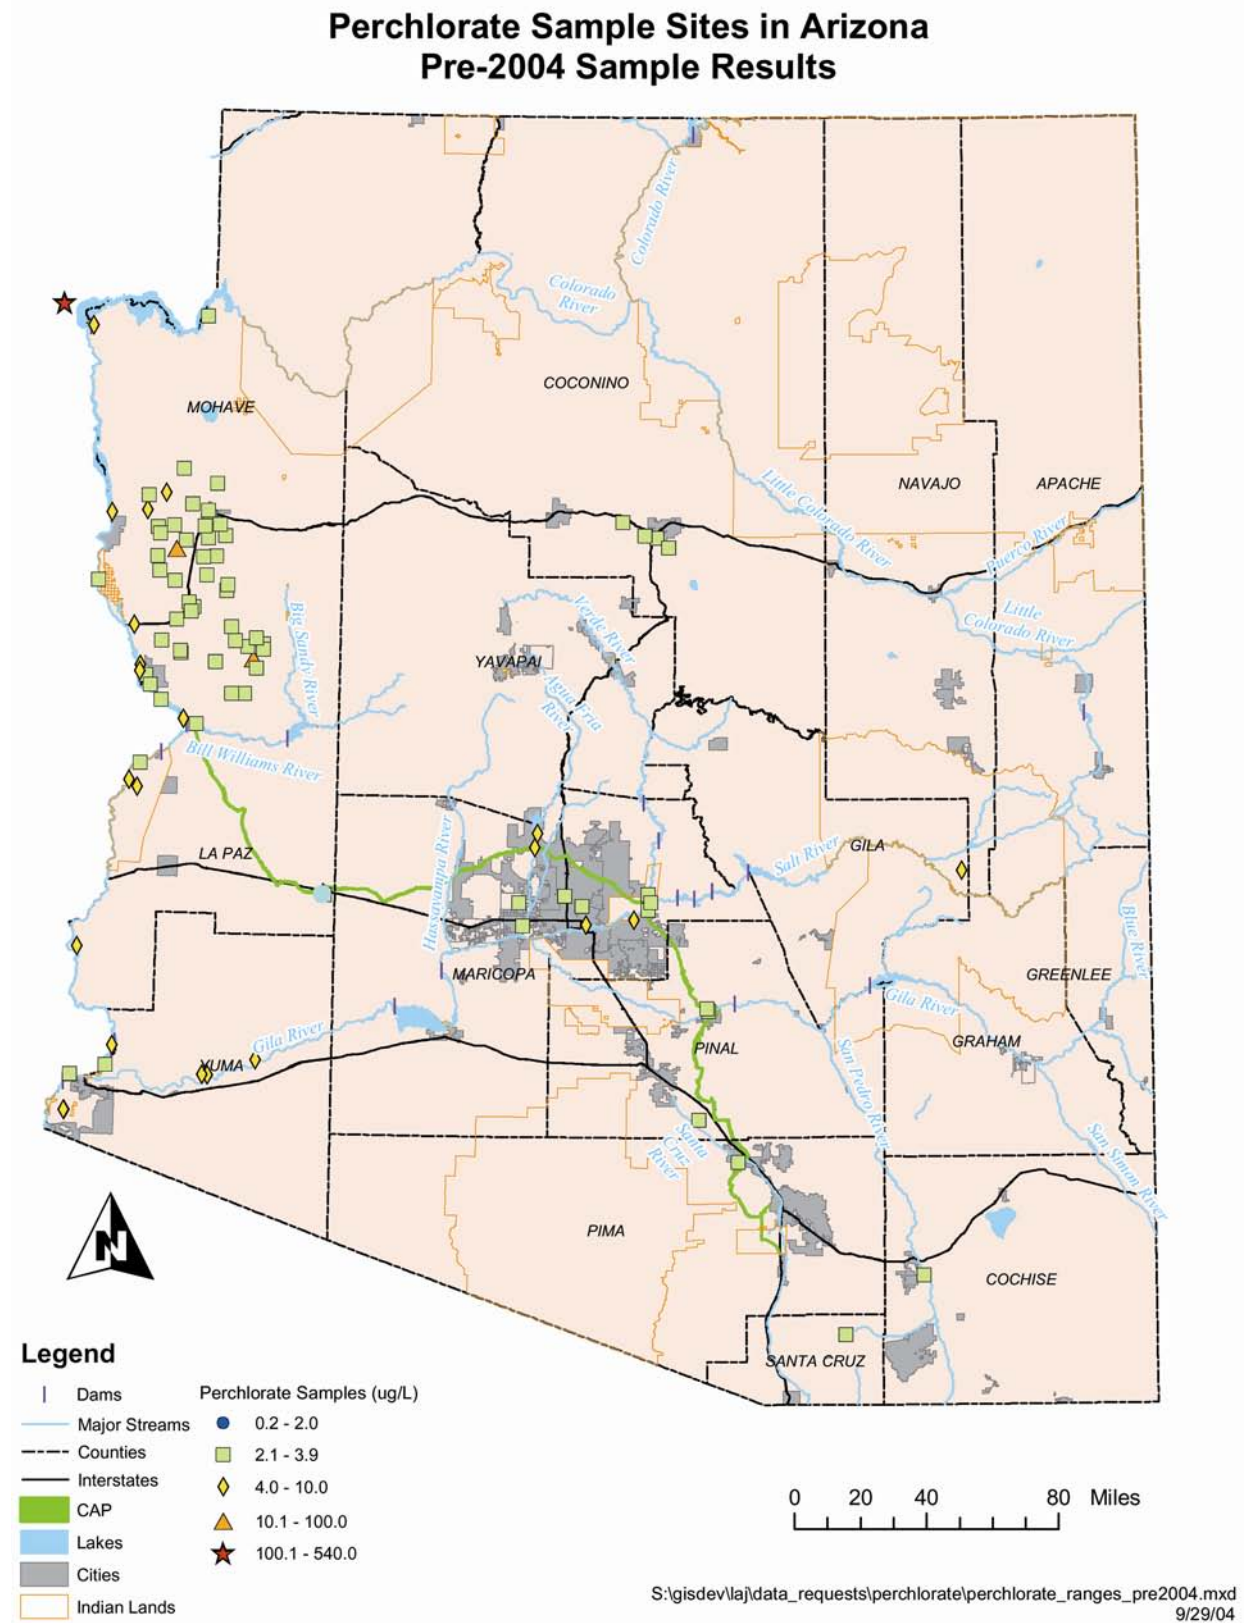 Perchlorate Sample Sites in Arizona
Pre-2004 Sample Results
Colorado River
Colorado
River
COCONINO
MOHAVE
NAVAJO
APACHE
Little Colorado River
Puerco River
Little
Colorado River
Big Sandy River
Verde River
YAVAPAI
Agua Fria
River
Bill Williams River
LA PAZ
Hassayampa River
Salt River
GILA
Blue River
MARICOPA
GREENLEE
Gila River
Gila River
GRAHAM
YUMA
PINAL
San Pedro River
Santa
Cruz
River
San Simon River
PIMA
N
COCHISE
SANTA CRUZ
Legend
Dams
Major Streams
Counties
Interstates
CAP
Lakes
Cities
Indian Lands
Perchlorate Samples (ug/L)
0.2 - 2.0
2.1 - 3.9
4.0 - 10.0
10.1 - 100.0
100.1 - 540.0
0 20 40 80 Miles
S:\gisdev\laj\data_requests\perchlorate\perchlorate_ranges_pre2004.mxd
9/29/04